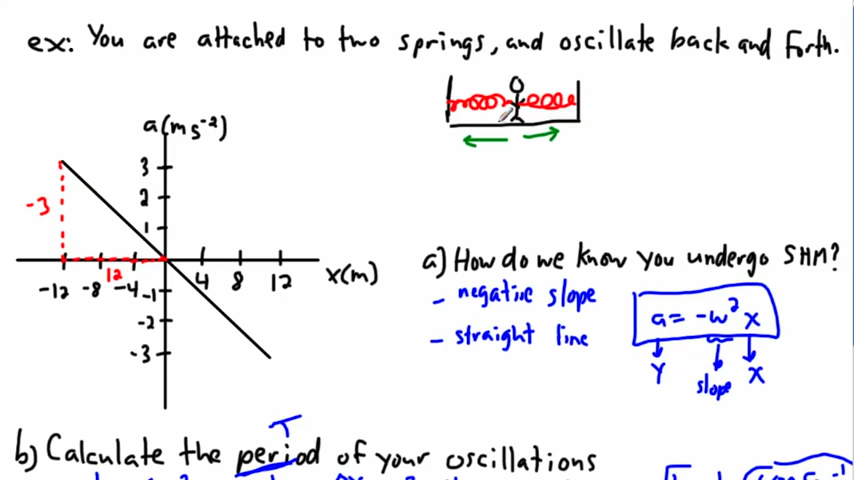 ex: You are attached to two springs, and oscillate back and forth.
a(ms⁻²)
3
2
1
-3
12
-12 -8 -4
4 8 12
x(m)
-1
-2
-3
a) How do we know you undergo SHM?
- negative slope
- straight line
a = -ω² x
Y
slope
X
T
b) Calculate the period of your oscillations